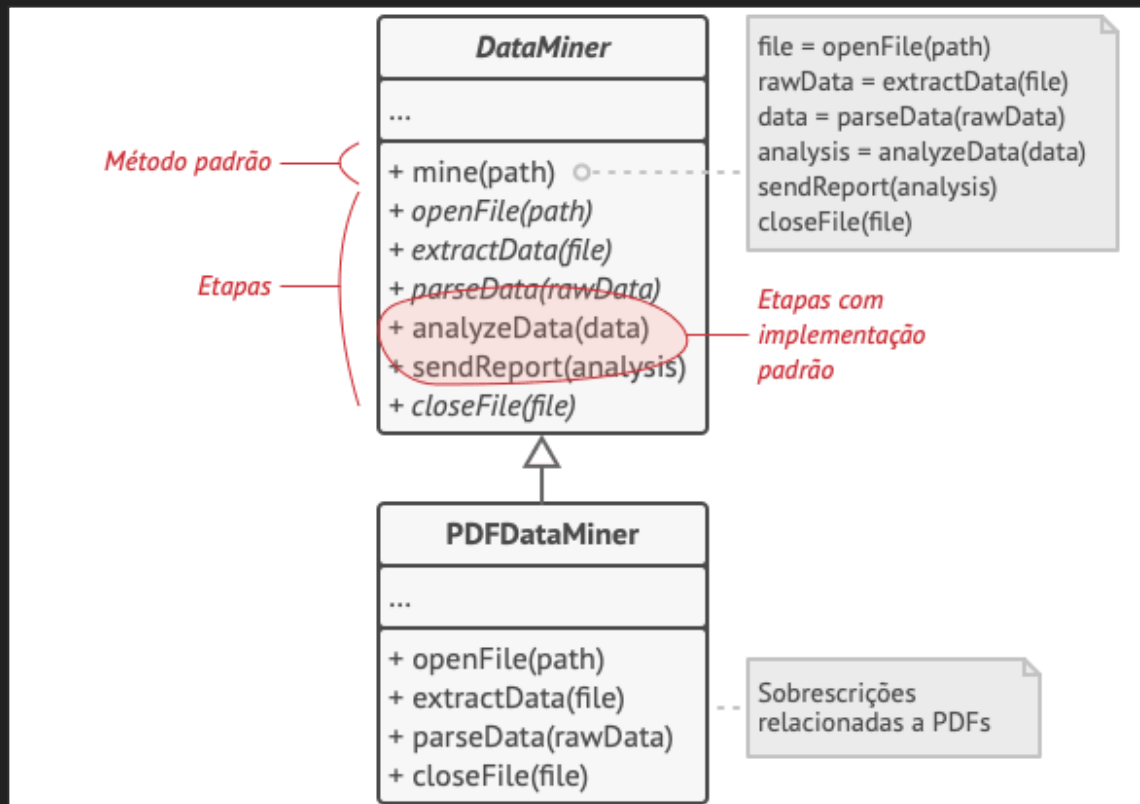 DataMiner
...
Método padrão
+ mine(path)
Etapas
+ openFile(path)
+ extractData(file)
+ parseData(rawData)
+ analyzeData(data)
+ sendReport(analysis)
+ closeFile(file)
file = openFile(path)
rawData = extractData(file)
data = parseData(rawData)
analysis = analyzeData(data)
sendReport(analysis)
closeFile(file)
Etapas com
implementação
padrão
PDFDataMiner
...
+ openFile(path)
+ extractData(file)
+ parseData(rawData)
+ closeFile(file)
Sobrescrições
relacionadas a PDFs